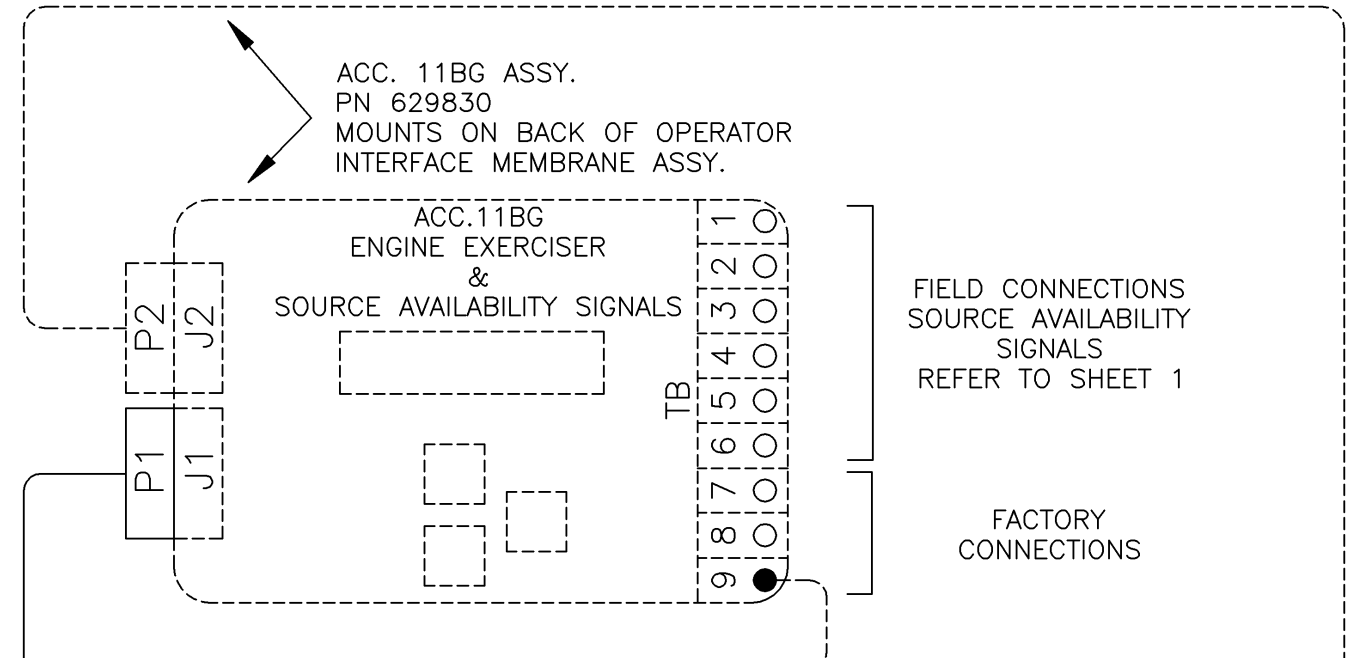 ACC. 11BG ASSY.
PN 629830
MOUNTS ON BACK OF OPERATOR
INTERFACE MEMBRANE ASSY.
ACC.11BG
ENGINE EXERCISER
&
SOURCE AVAILABILITY SIGNALS
P2
J2
P1
J1
TB
1
2
3
4
5
6
7
8
9
FIELD CONNECTIONS
SOURCE AVAILABILITY
SIGNALS
REFER TO SHEET 1
FACTORY
CONNECTIONS